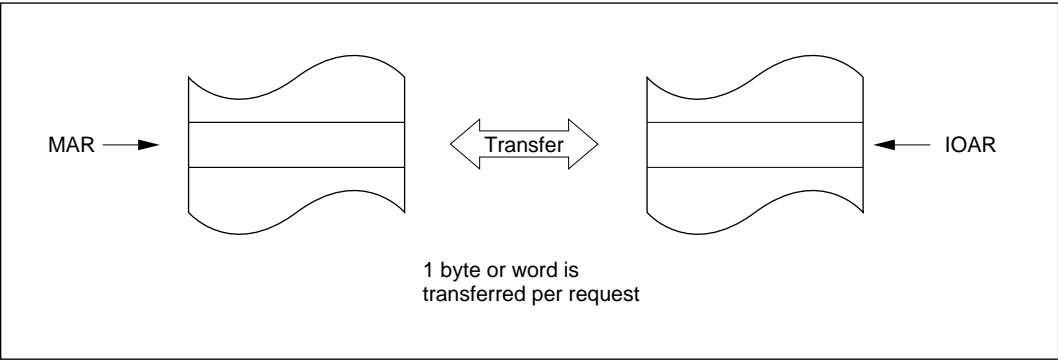 MAR
Transfer
IOAR
1 byte or word is
transferred per request